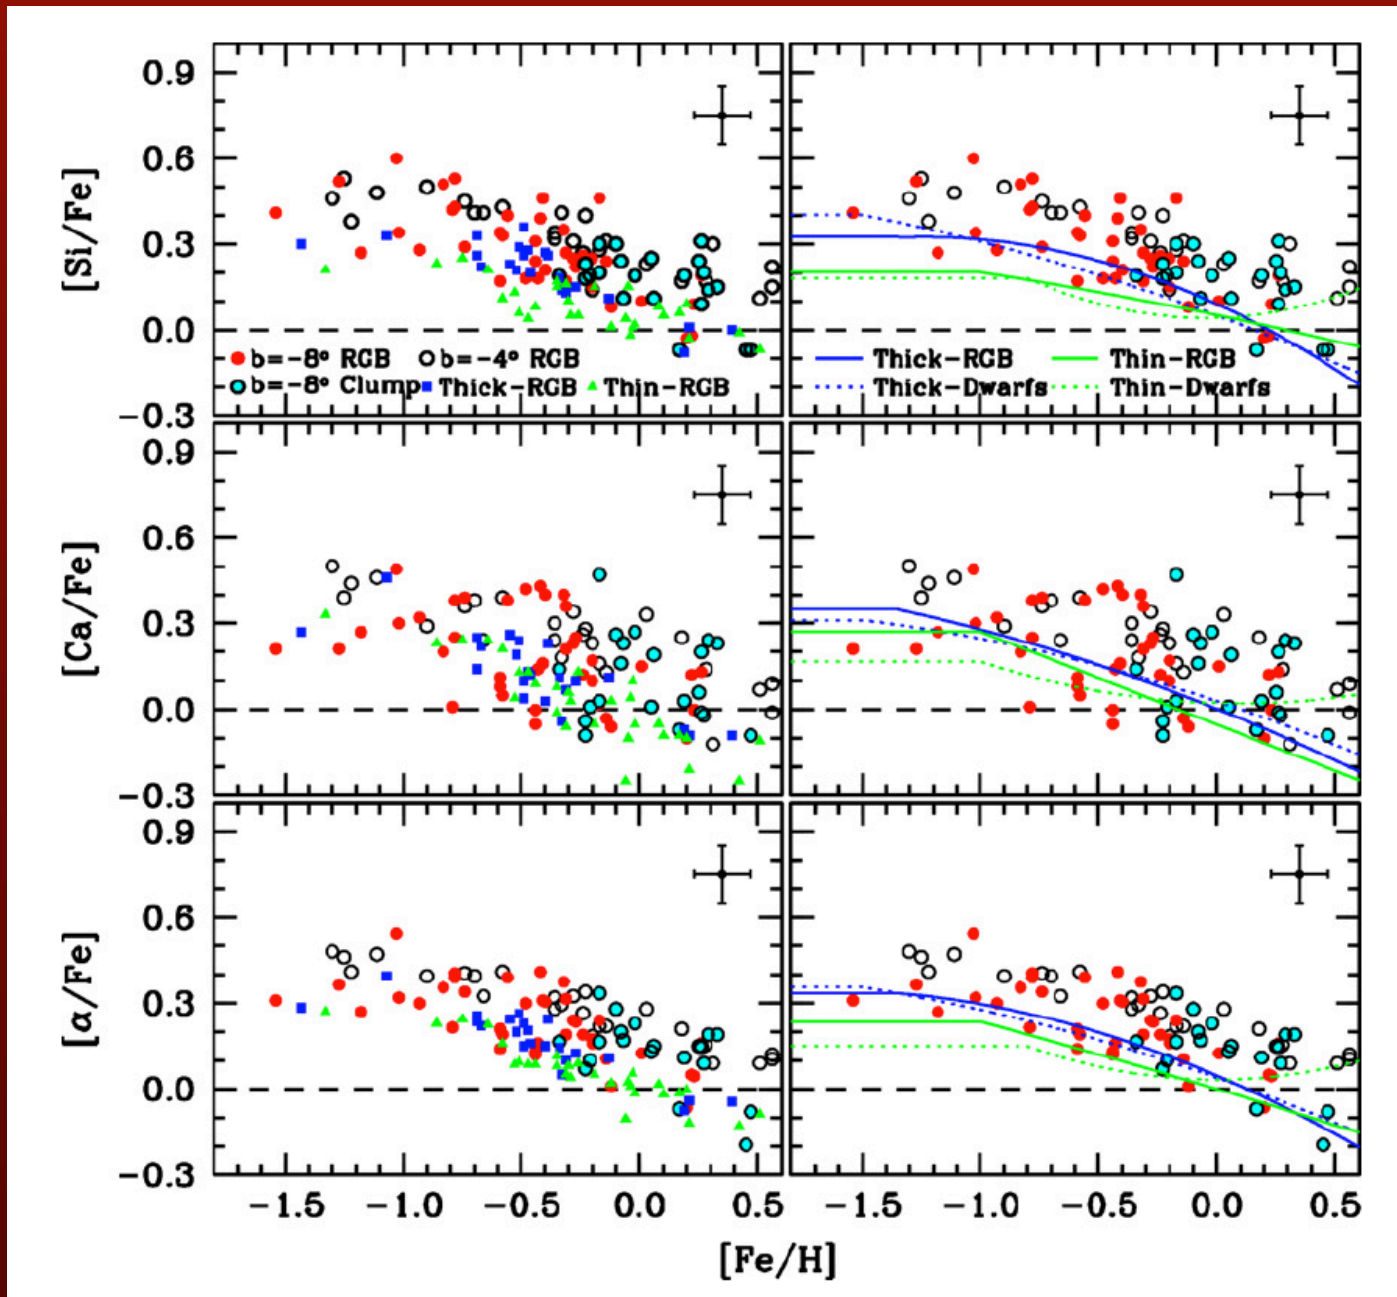 [Si/Fe]
0.9
0.6
0.3
0.0
−0.3
b=−8° RGB b=−4° RGB
b=−8° Clump Thick−RGB Thin−RGB
Thick−RGB Thin−RGB
Thick−Dwarfs Thin−Dwarfs
[Ca/Fe]
0.9
0.6
0.3
0.0
−0.3
[α/Fe]
0.9
0.6
0.3
0.0
−0.3
−1.5 −1.0 −0.5 0.0 0.5 −1.5 −1.0 −0.5 0.0 0.5
[Fe/H]